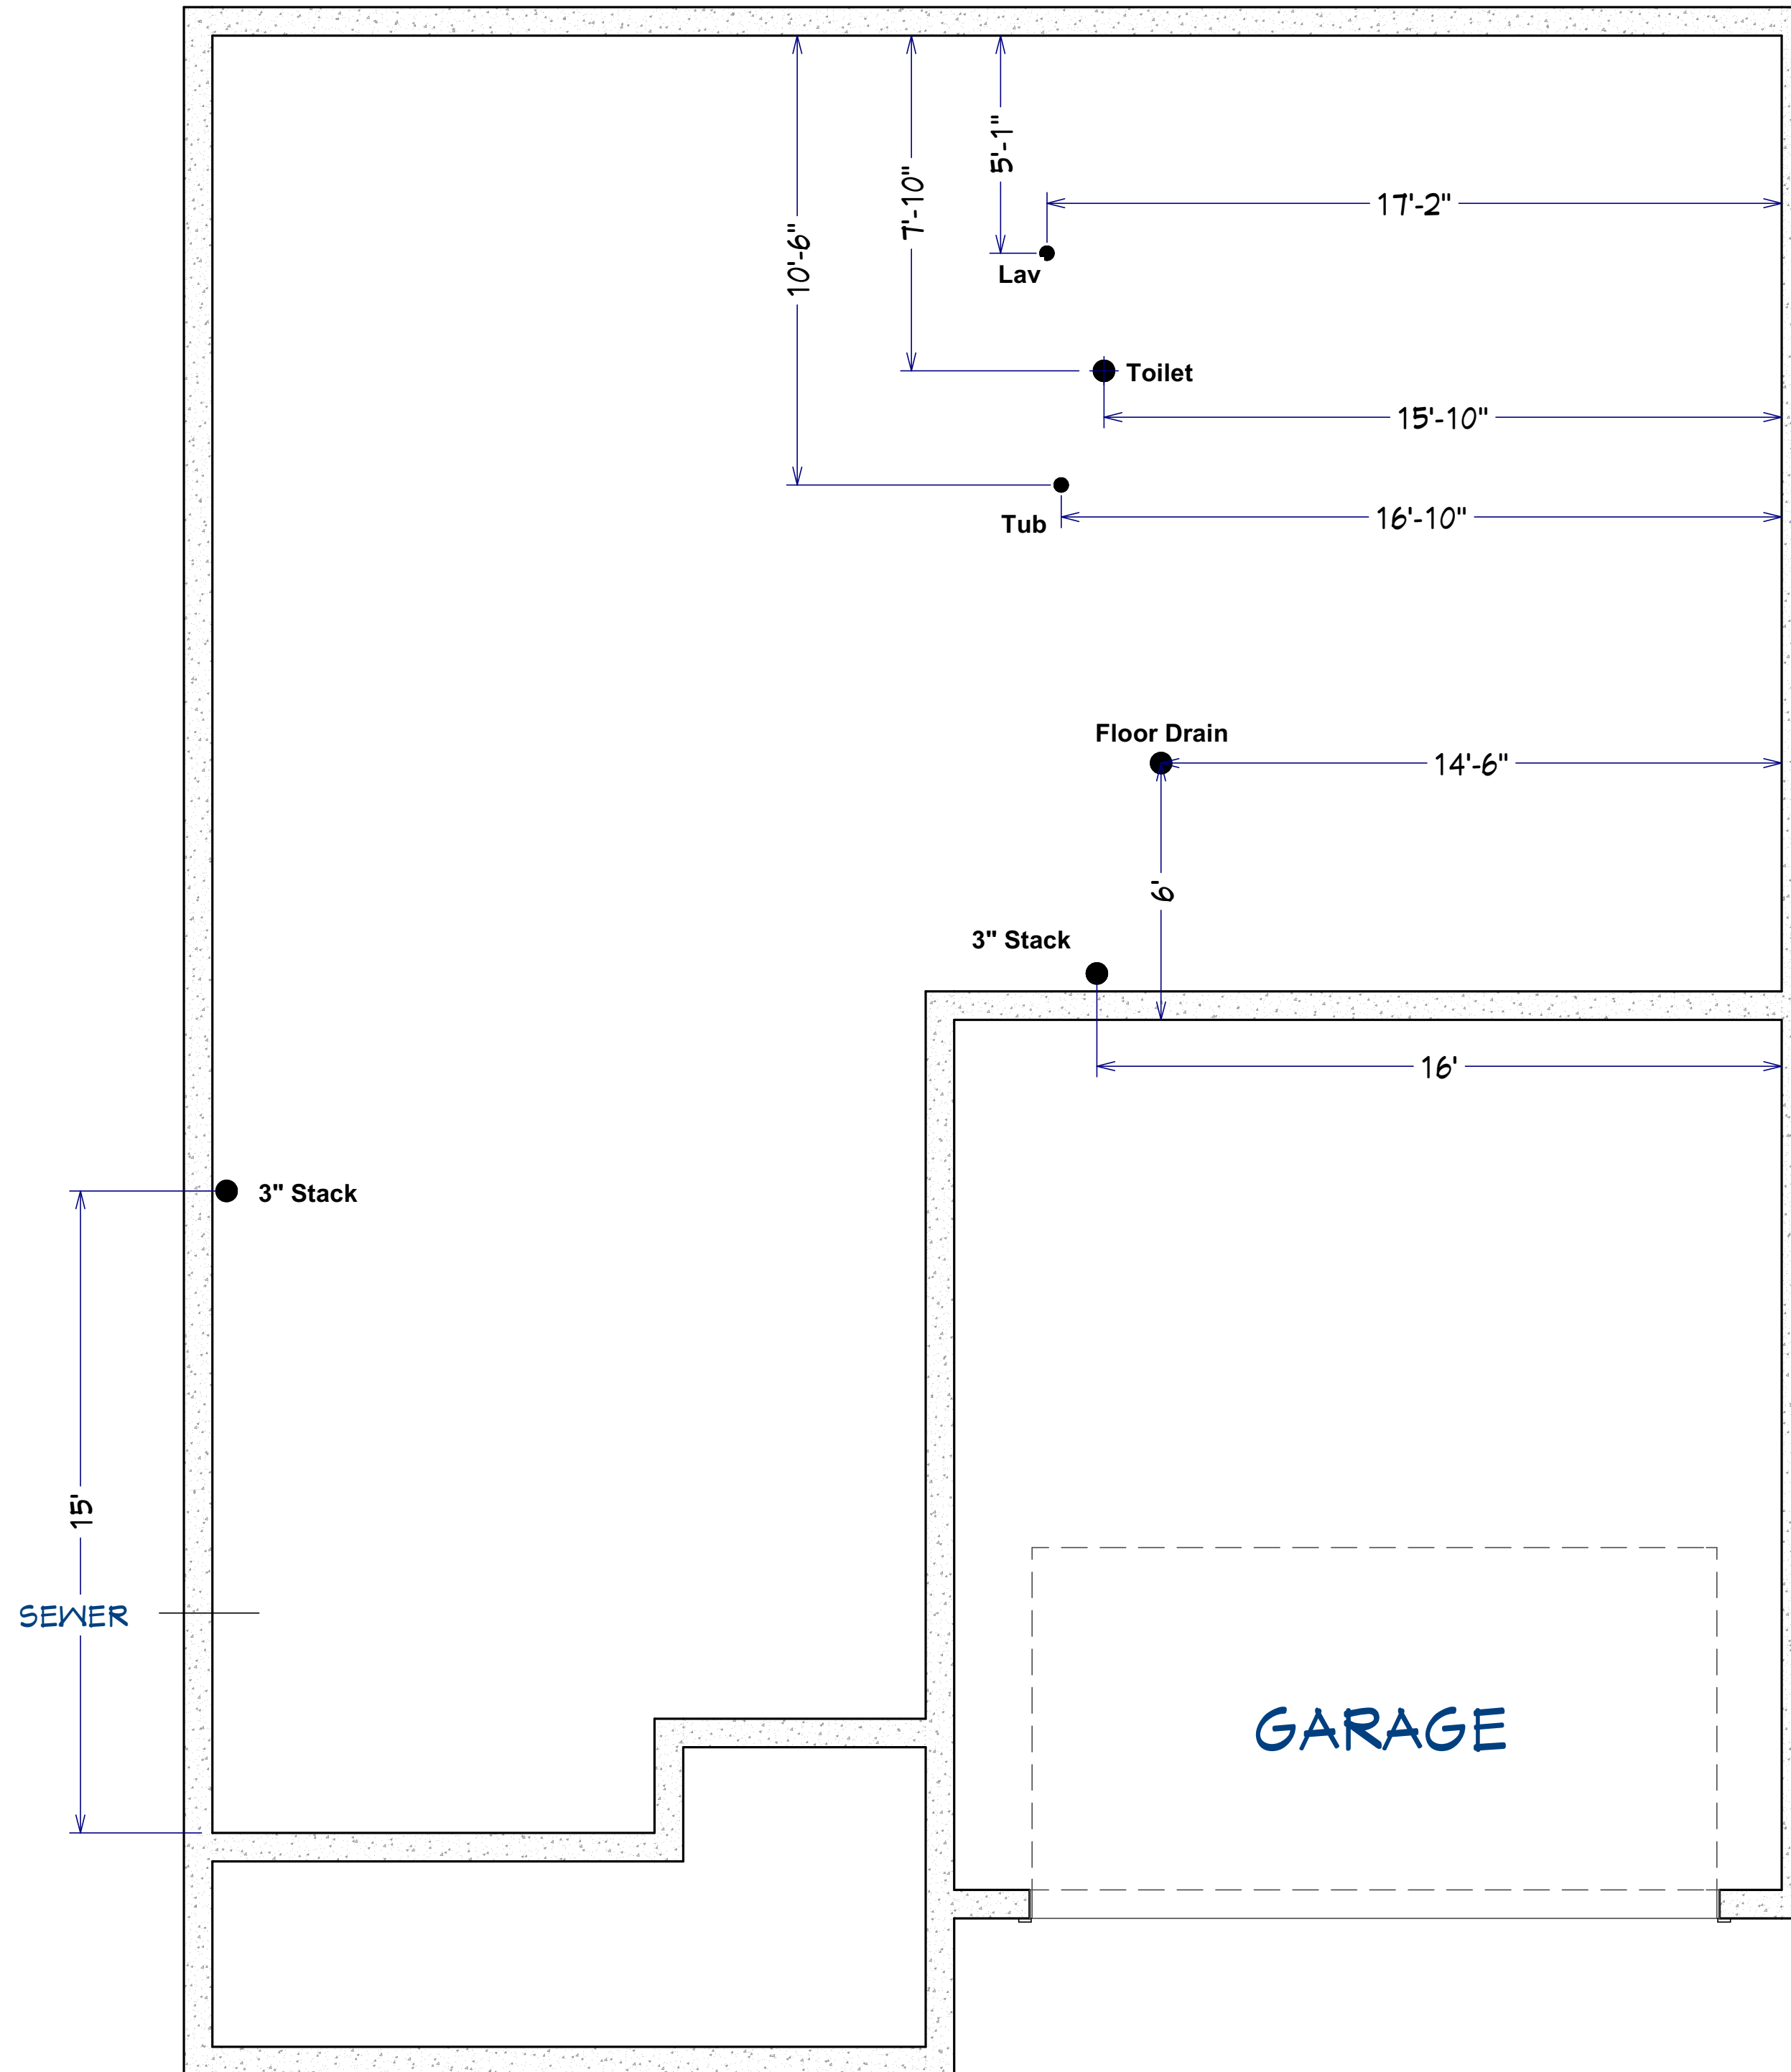 5'-1"
7'-10"
10'-6"
17'-2"
Lav
Toilet
15'-10"
16'-10"
Tub
Floor Drain
14'-6"
6'
3" Stack
16'
3" Stack
15'
SEWER
GARAGE